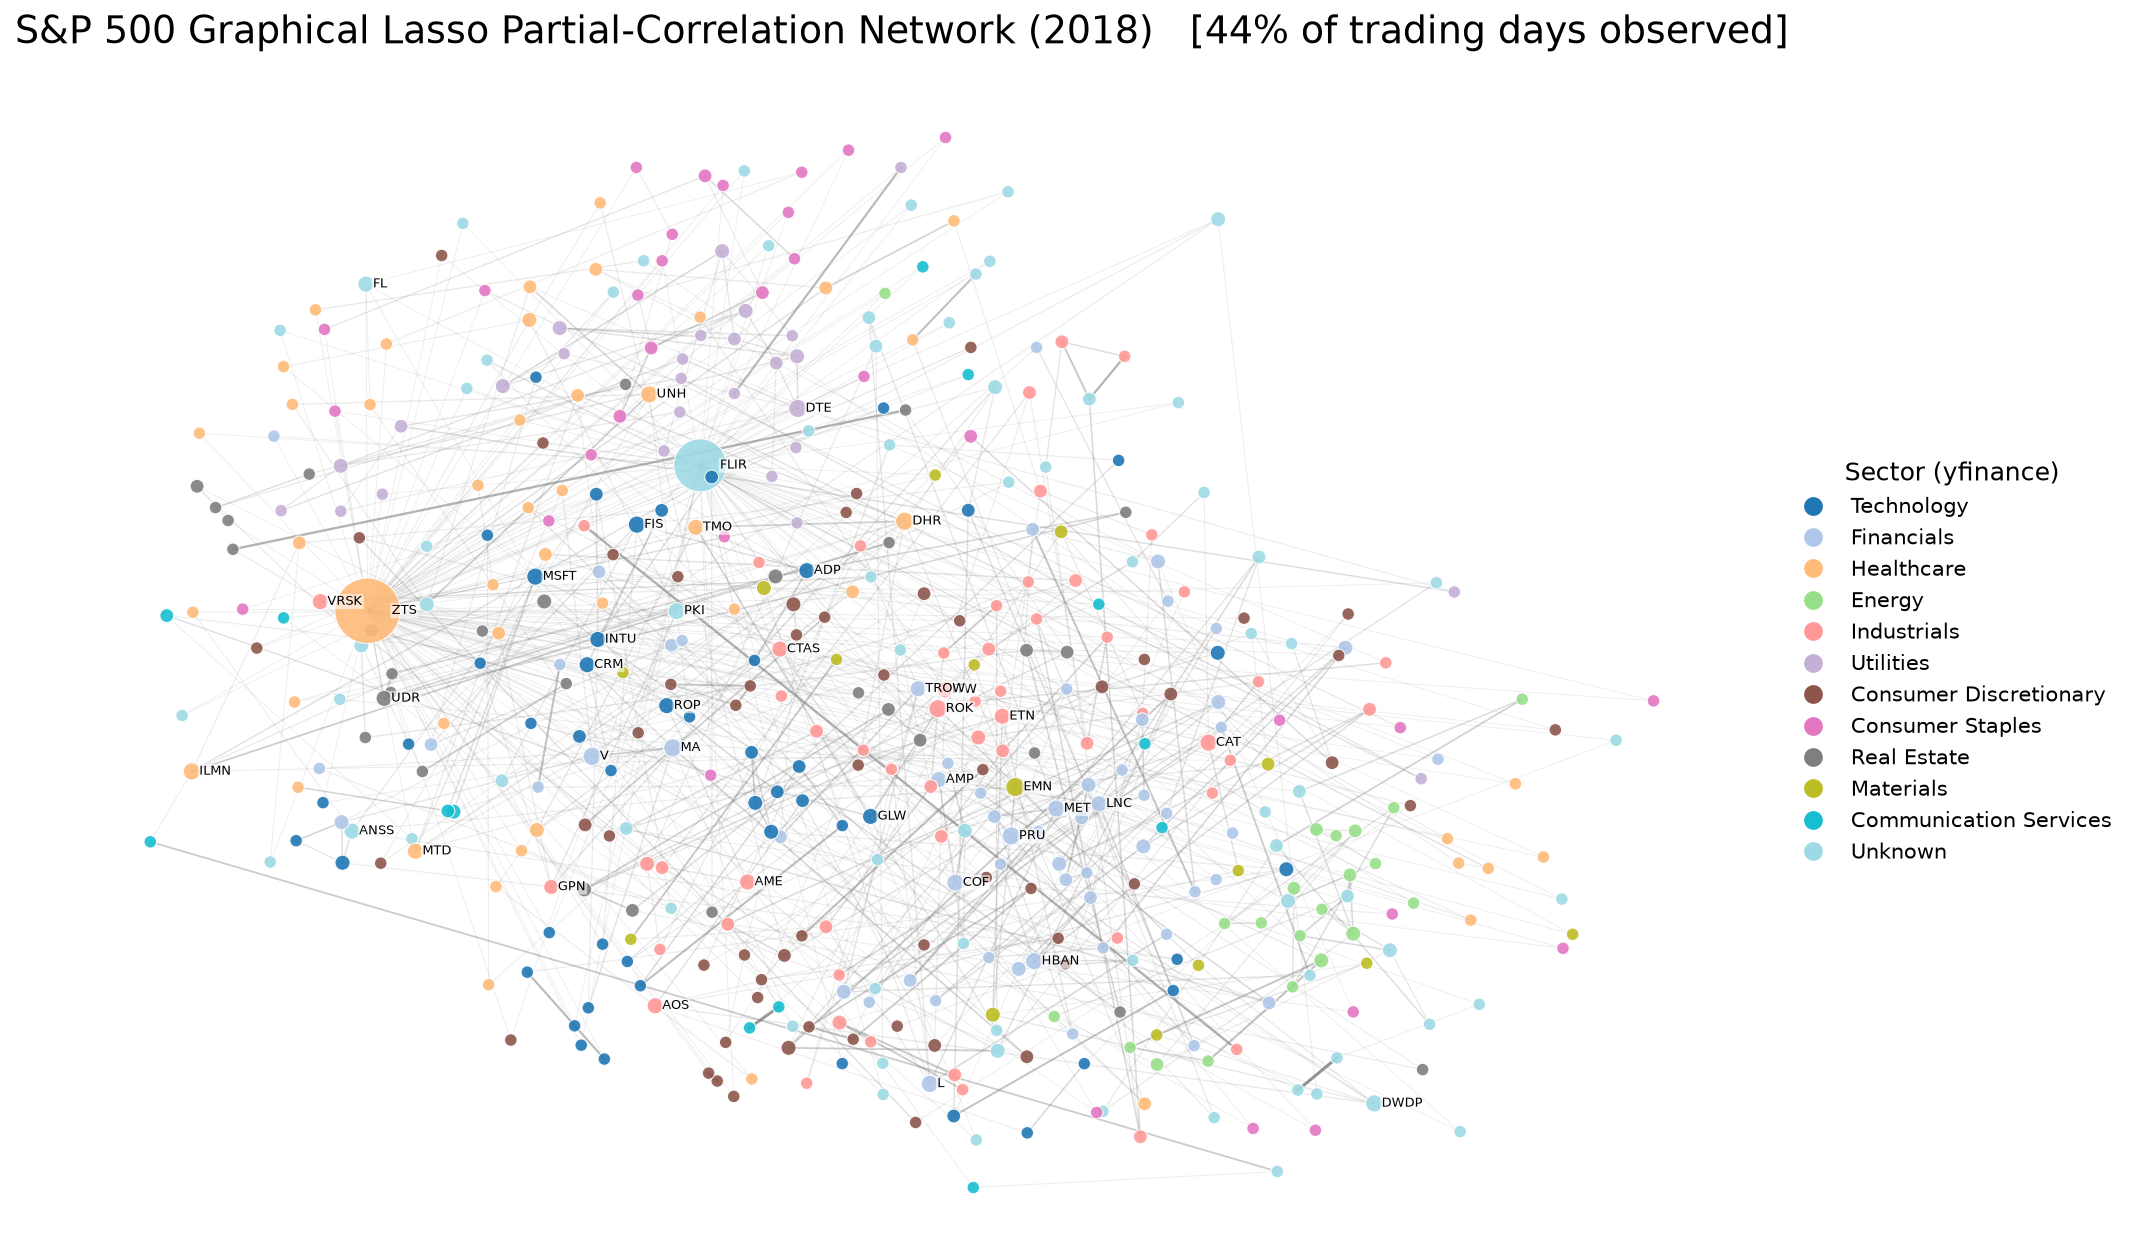 S&P 500 Graphical Lasso Partial-Correlation Network (2018)   [44% of trading days observed]
FL
UNH
DTE
FLIR
FIS
TMO
DHR
MSFT
ADP
VRSK
ZTS
PKI
INTU
CTAS
CRM
UDR
TROW
ROP
ROK
ETN
MA
V
CAT
ILMN
AMP
EMN
LNC
MET
GLW
ANSS
PRU
MTD
AME
COF
GPN
HBAN
AOS
L
DWDP
Sector (yfinance)
Technology
Financials
Healthcare
Energy
Industrials
Utilities
Consumer Discretionary
Consumer Staples
Real Estate
Materials
Communication Services
Unknown